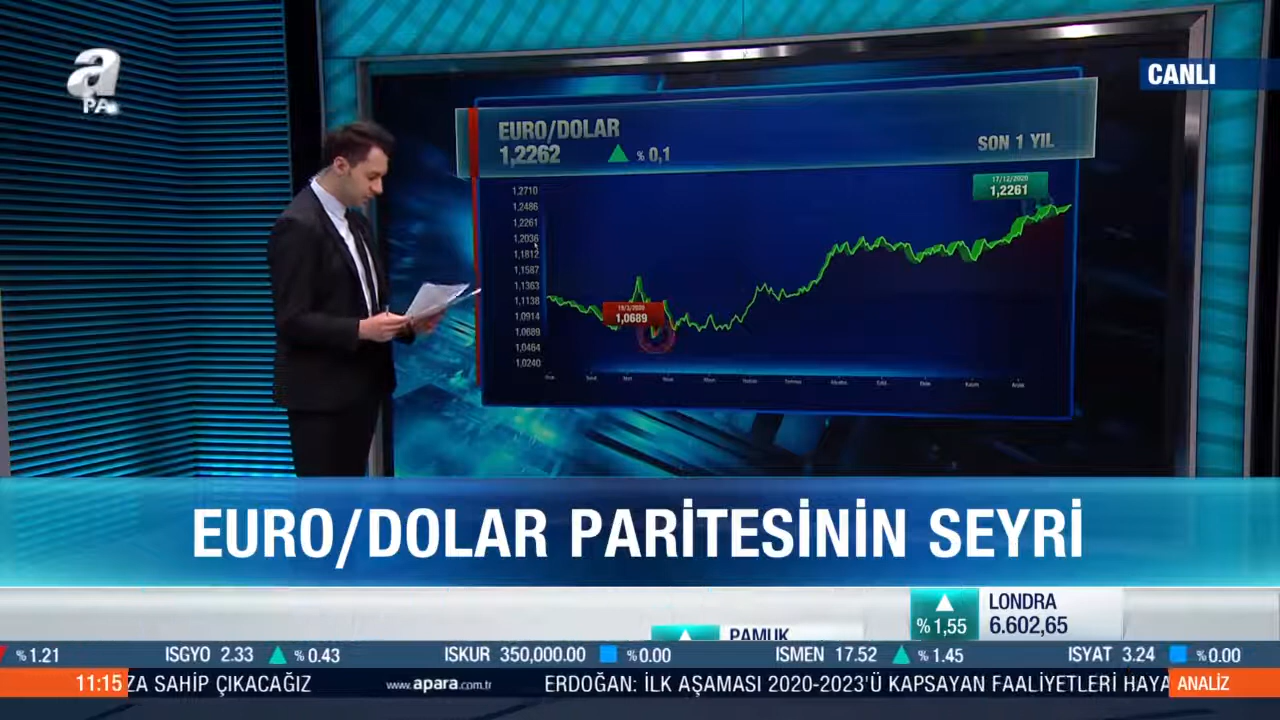 a
PA
CANLI
EURO/DOLAR
1,2262 % 0,1
SON 1 YIL
17/12/2020
1,2261
1,2710
1,2486
1,2261
1,2036
1,1812
1,1587
1,1363
1,1138
1,0914
1,0689
1,0464
1,0240
19/3/2020
1,0689
EURO/DOLAR PARİTESİNİN SEYRİ
LONDRA
% 1,55 6.602,65
PAMUK
%1.21 ISGYO 2.33 %0.43 ISKUR 350,000.00 %0.00 ISMEN 17.52 %1.45 ISYAT 3.24 %0.00
11:15 ZA SAHİP ÇIKACAĞIZ www.apara.com.tr ERDOĞAN: İLK AŞAMASI 2020-2023'Ü KAPSAYAN FAALİYETLERİ HAYA ANALİZ